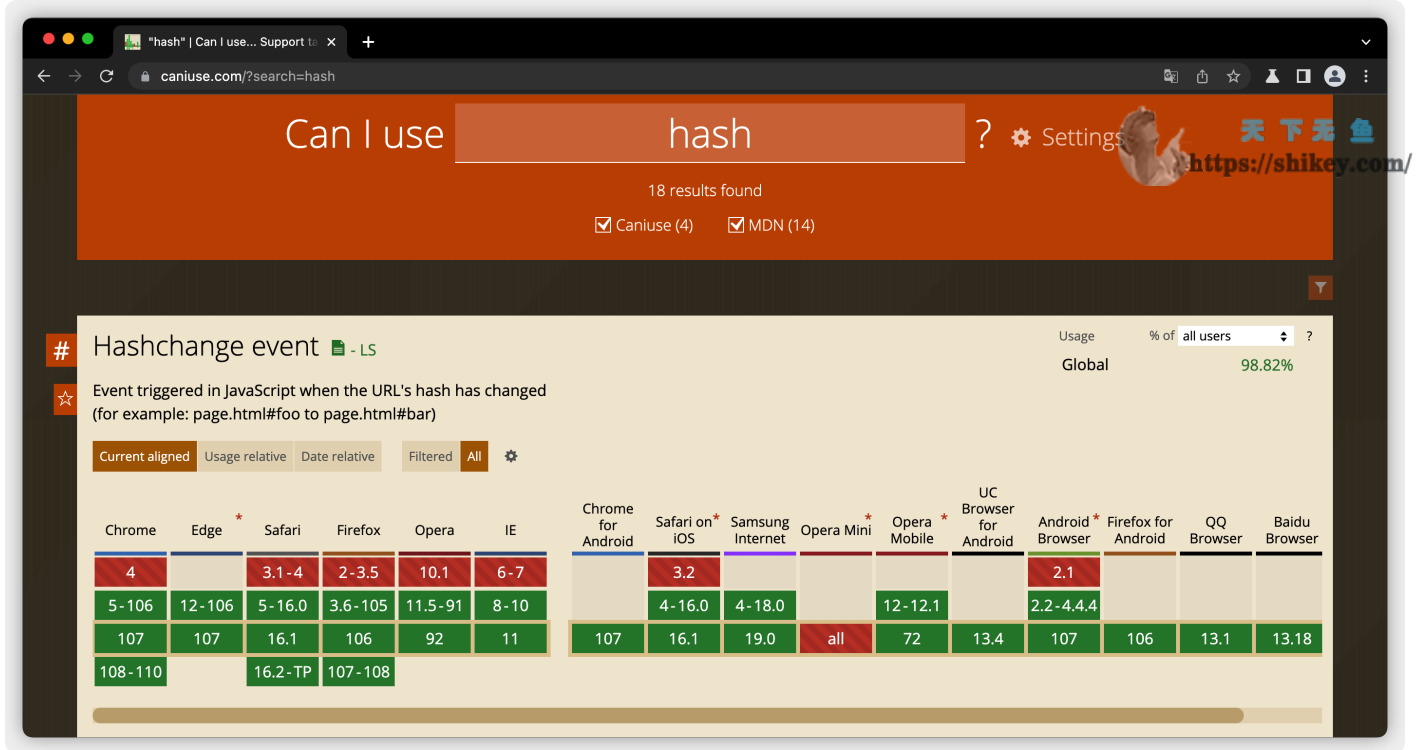 "hash" | Can I use... Support ta
caniuse.com/?search=hash
Can I use hash ? Settings
天下无鱼
https://shikey.com/
18 results found
Caniuse (4) MDN (14)
# Hashchange event - LS
Usage % of all users ?
Global 98.82%
Event triggered in JavaScript when the URL's hash has changed
(for example: page.html#foo to page.html#bar)
Current aligned Usage relative Date relative Filtered All
Chrome Edge * Safari Firefox Opera IE Chrome for Android Safari on iOS * Samsung Internet Opera Mini * Opera Mobile * UC Browser for Android Android Browser * Firefox for Android QQ Browser Baidu Browser
4 3.1-4 2-3.5 10.1 6-7 3.2 2.1
5-106 12-106 5-16.0 3.6-105 11.5-91 8-10 4-16.0 4-18.0 12-12.1 2.2-4.4.4
107 107 16.1 106 92 11 107 16.1 19.0 all 72 13.4 107 106 13.1 13.18
108-110 16.2-TP 107-108